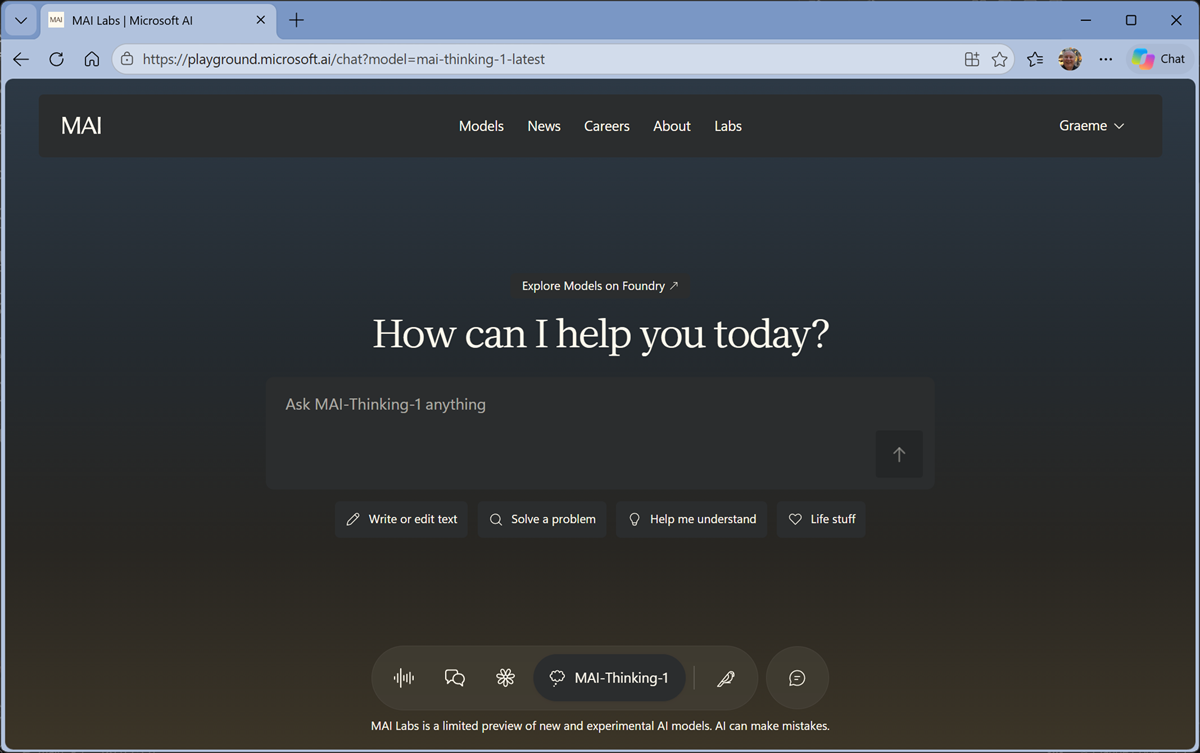 MAI MAI Labs | Microsoft AI
https://playground.microsoft.ai/chat?model=mai-thinking-1-latest
Chat
MAI Models News Careers About Labs Graeme
Explore Models on Foundry ↗
How can I help you today?
Ask MAI-Thinking-1 anything
Write or edit text Solve a problem Help me understand Life stuff
MAI-Thinking-1
MAI Labs is a limited preview of new and experimental AI models. AI can make mistakes.